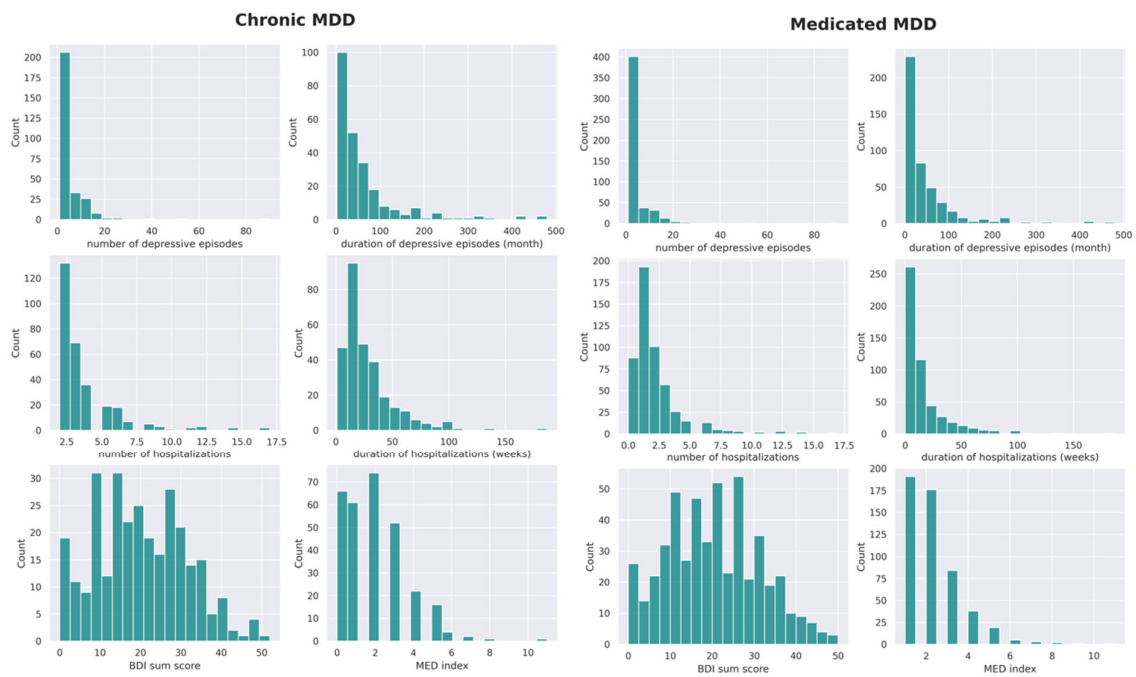 Chronic MDD
Medicated MDD
200
175
150
125
100
75
50
25
0
Count
0 20 40 60 80
number of depressive episodes
100
80
60
40
20
0
Count
0 100 200 300 400 500
duration of depressive episodes (month)
400
350
300
250
200
150
100
50
0
Count
0 20 40 60 80
number of depressive episodes
200
150
100
50
0
Count
0 100 200 300 400 500
duration of depressive episodes (month)
120
100
80
60
40
20
0
Count
2.5 5.0 7.5 10.0 12.5 15.0 17.5
number of hospitalizations
80
60
40
20
0
Count
0 50 100 150
duration of hospitalizations (weeks)
200
175
150
125
100
75
50
25
0
Count
0.0 2.5 5.0 7.5 10.0 12.5 15.0 17.5
number of hospitalizations
250
200
150
100
50
0
Count
0 50 100 150
duration of hospitalizations (weeks)
30
25
20
15
10
5
0
Count
0 10 20 30 40 50
BDI sum score
70
60
50
40
30
20
10
0
Count
0 2 4 6 8 10
MED index
50
40
30
20
10
0
Count
0 10 20 30 40 50
BDI sum score
200
175
150
125
100
75
50
25
0
Count
2 4 6 8 10
MED index